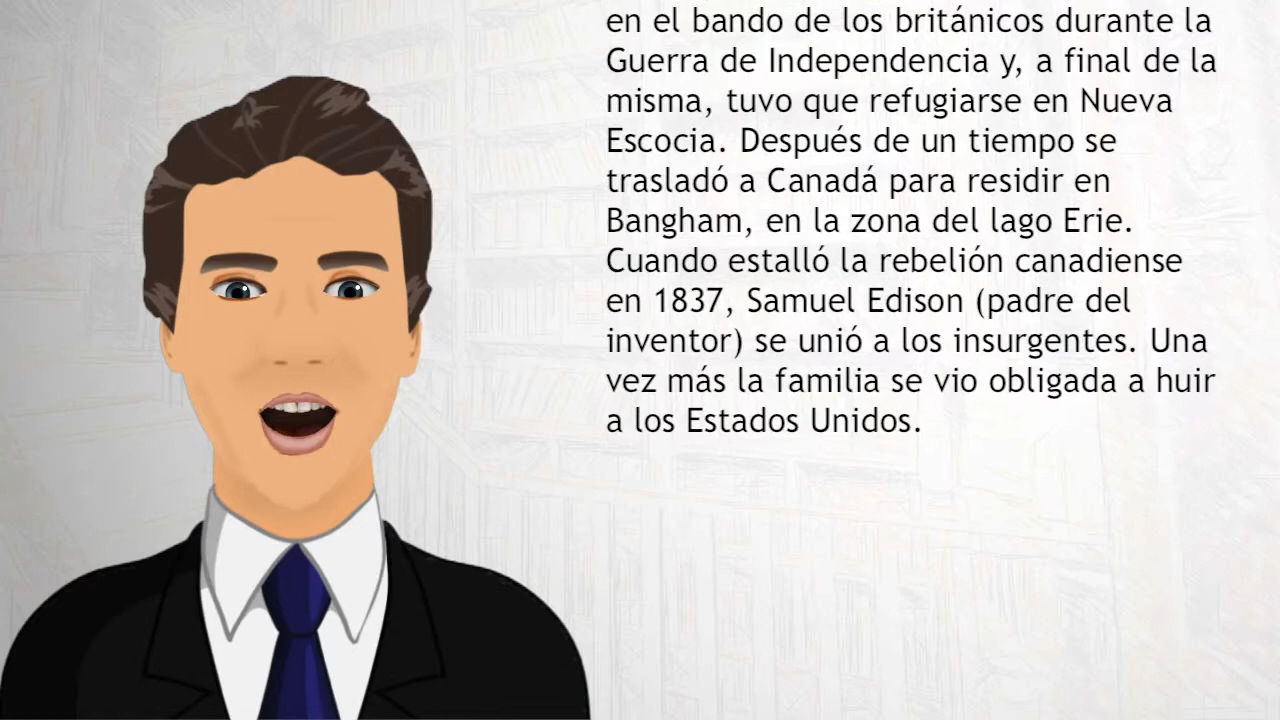 en el bando de los británicos durante la
Guerra de Independencia y, a final de la
misma, tuvo que refugiarse en Nueva
Escocia. Después de un tiempo se
trasladó a Canadá para residir en
Bangham, en la zona del lago Erie.
Cuando estalló la rebelión canadiense
en 1837, Samuel Edison (padre del
inventor) se unió a los insurgentes. Una
vez más la familia se vio obligada a huir
a los Estados Unidos.